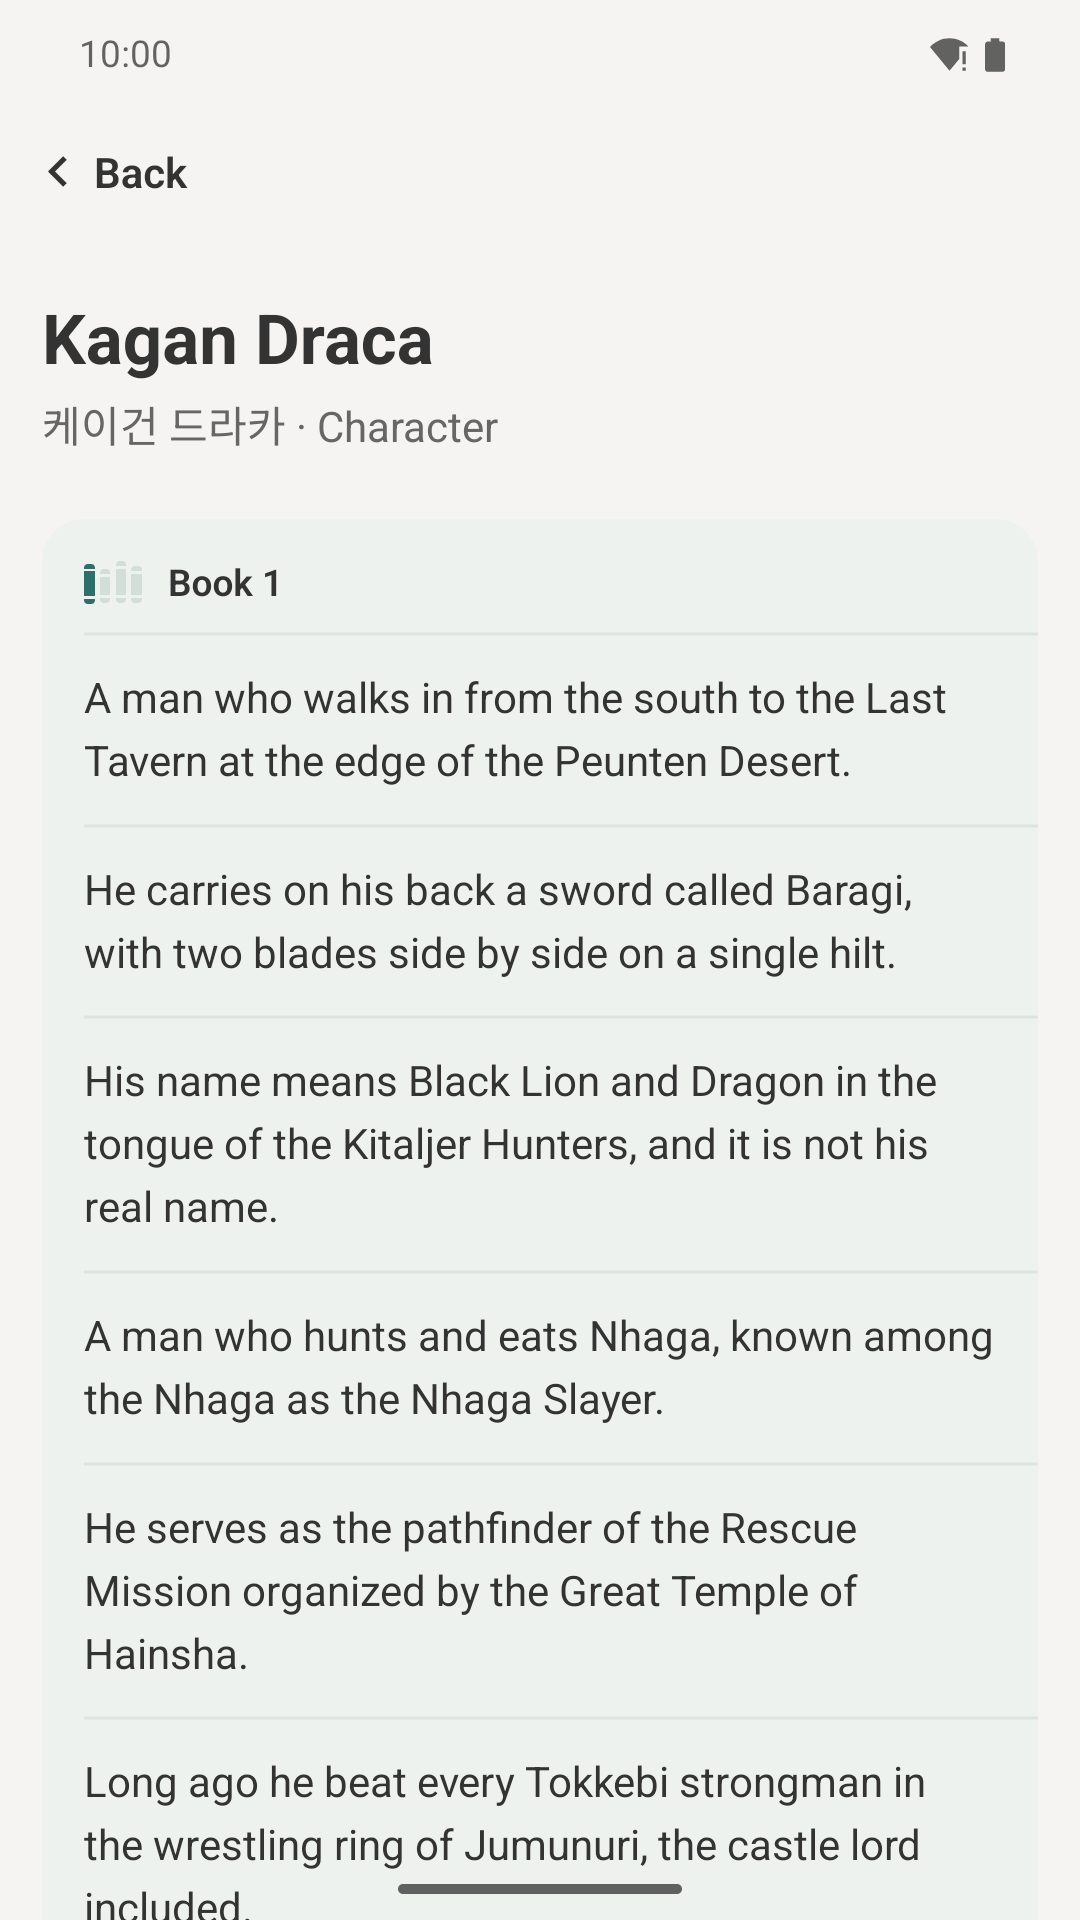 10:00
Back
Kagan Draca
케이건 드라카 · Character
Book 1
A man who walks in from the south to the Last
Tavern at the edge of the Peunten Desert.
He carries on his back a sword called Baragi,
with two blades side by side on a single hilt.
His name means Black Lion and Dragon in the
tongue of the Kitaljer Hunters, and it is not his
real name.
A man who hunts and eats Nhaga, known among
the Nhaga as the Nhaga Slayer.
He serves as the pathfinder of the Rescue
Mission organized by the Great Temple of
Hainsha.
Long ago he beat every Tokkebi strongman in
the wrestling ring of Jumunuri, the castle lord
included.